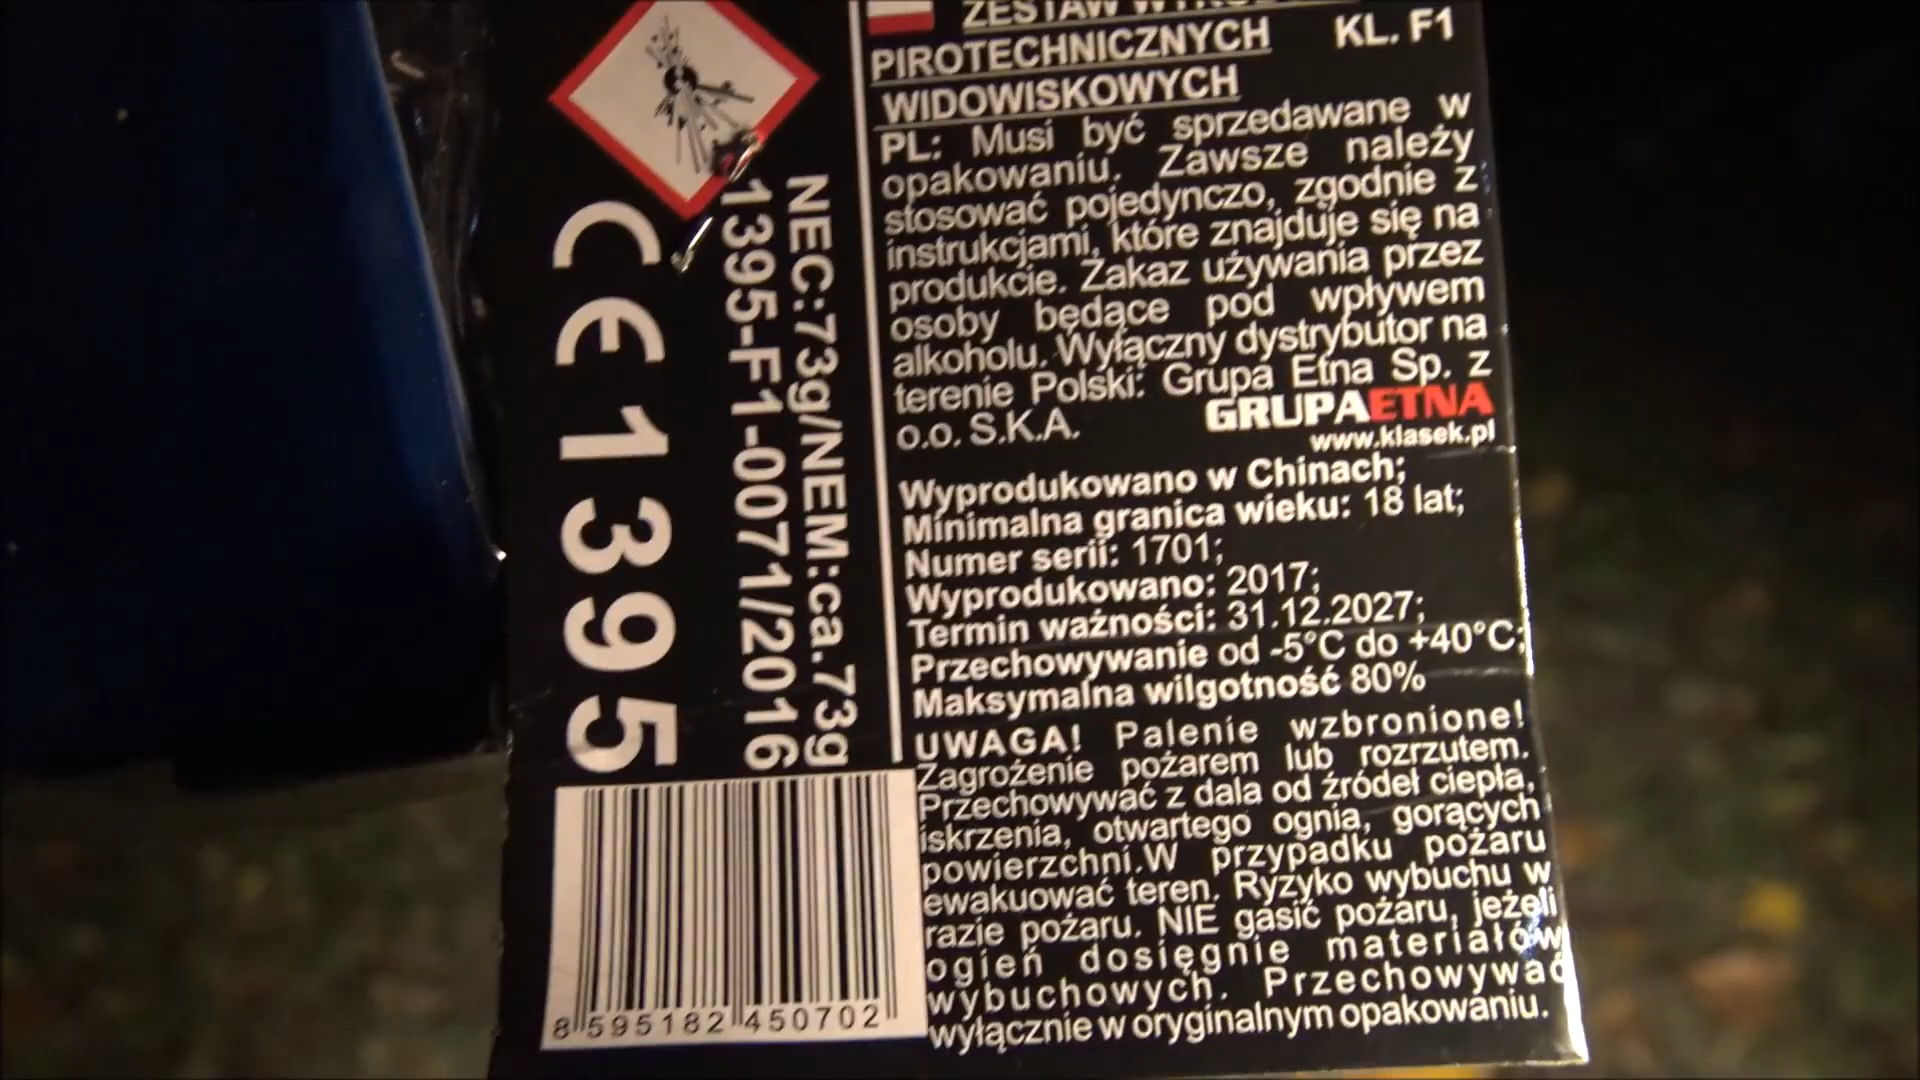 ZESTAW
PIROTECHNICZNYCH KL. F1
WIDOWISKOWYCH
PL: Musi być sprzedawane w
opakowaniu. Zawsze należy
stosować pojedynczo, zgodnie z
instrukcjami, które znajduje się na
produkcie. Zakaz używania przez
osoby będące pod wpływem
alkoholu. Wyłączny dystrybutor na
terenie Polski: Grupa Etna Sp. z
o.o. S.K.A.
GRUPAETNA
www.klasek.pl
Wyprodukowano w Chinach;
Minimalna granica wieku: 18 lat;
Numer serii: 1701;
Wyprodukowano: 2017;
Termin ważności: 31.12.2027;
Przechowywanie od -5°C do +40°C;
Maksymalna wilgotność 80%
UWAGA! Palenie wzbronione!
Zagrożenie pożarem lub rozrzutem.
Przechowywać z dala od źródeł ciepła,
iskrzenia, otwartego ognia, gorących
powierzchni.W przypadku pożaru
ewakuować teren. Ryzyko wybuchu w
razie pożaru. NIE gasić pożaru, jeżeli
ogień dosięgnie materiałów
wybuchowych. Przechowywać
wyłącznie w oryginalnym opakowaniu.
NEC:73g/NEM:ca.73g
1395-F1-0071/2016
CE1395
8 595182 450702